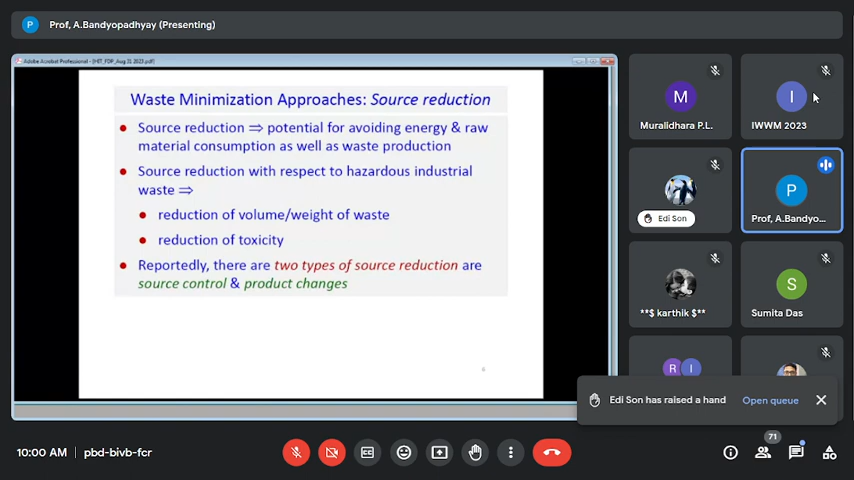 P Prof, A.Bandyopadhyay (Presenting)
Waste Minimization Approaches: Source reduction
Source reduction ⇒ potential for avoiding energy & raw
material consumption as well as waste production
Source reduction with respect to hazardous industrial
waste ⇒
reduction of volume/weight of waste
reduction of toxicity
Reportedly, there are two types of source reduction are
source control & product changes
M
Muralidhara P.L.
I
IWWM 2023
Edi Son
P
Prof, A.Bandyo...
**$ karthik $**
S
Sumita Das
R I
Edi Son has raised a hand Open queue
10:00 AM | pbd-bivb-fcr
71